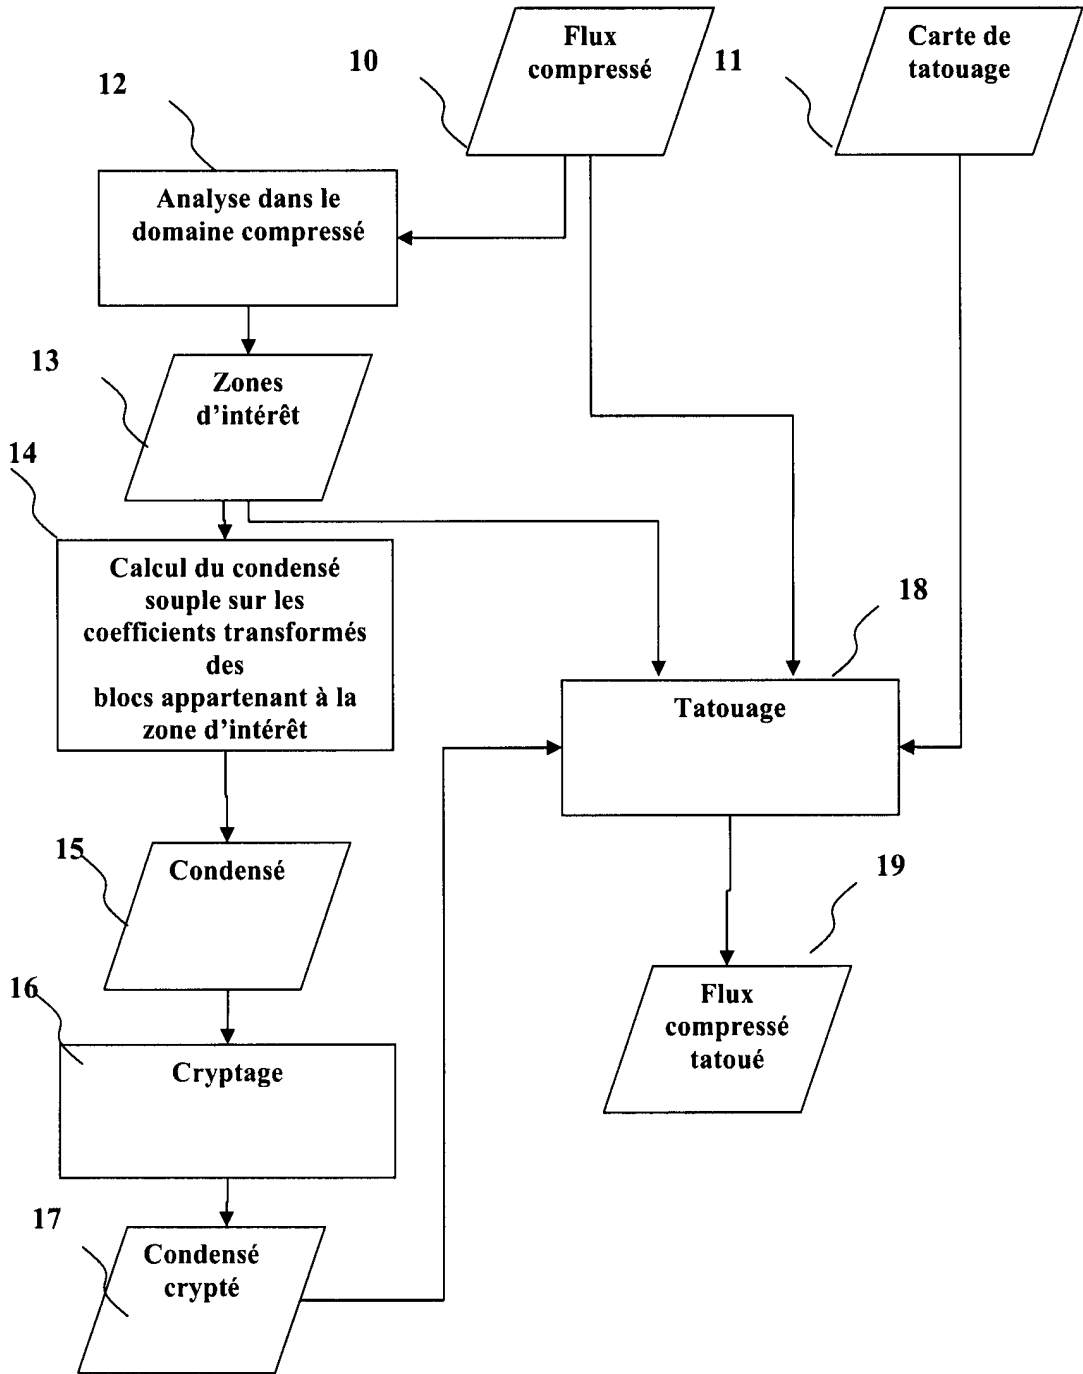 10
Flux
compressé
11
Carte de
tatouage
12
Analyse dans le
domaine compressé
13
Zones
d'intérêt
14
Calcul du condensé
souple sur les
coefficients transformés
des
blocs appartenant à la
zone d'intérêt
18
Tatouage
15
Condensé
19
Flux
compressé
tatoué
16
Cryptage
17
Condensé
crypté